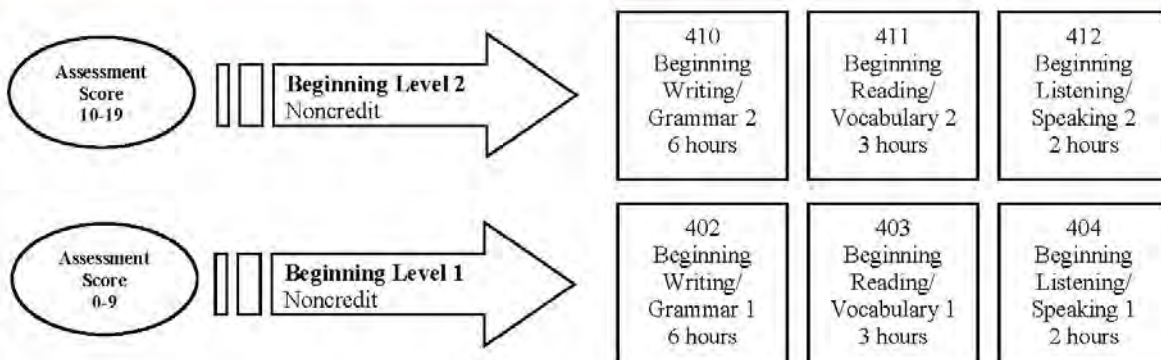 Assessment
Score
10-19
Beginning Level 2
Noncredit
410
Beginning
Writing/
Grammar 2
6 hours
411
Beginning
Reading/
Vocabulary 2
3 hours
412
Beginning
Listening/
Speaking 2
2 hours
Assessment
Score
0-9
Beginning Level 1
Noncredit
402
Beginning
Writing/
Grammar 1
6 hours
403
Beginning
Reading/
Vocabulary 1
3 hours
404
Beginning
Listening/
Speaking 1
2 hours